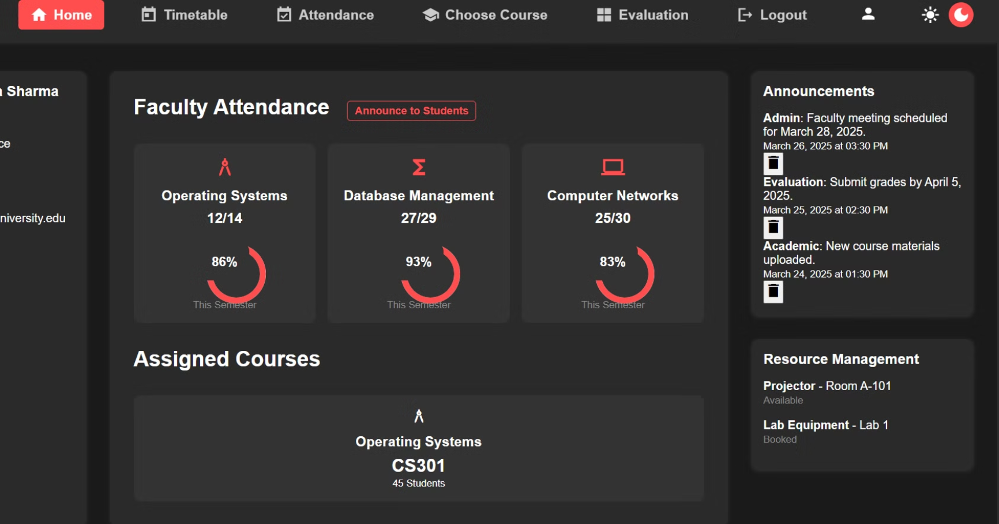 Home Timetable Attendance Choose Course Evaluation Logout
a Sharma
ce
niversity.edu
Faculty Attendance
Announce to Students
Operating Systems
12/14
86%
This Semester
Database Management
27/29
93%
This Semester
Computer Networks
25/30
83%
This Semester
Assigned Courses
Operating Systems
CS301
45 Students
Announcements
Admin: Faculty meeting scheduled
for March 28, 2025.
March 26, 2025 at 03:30 PM
Evaluation: Submit grades by April 5,
2025.
March 25, 2025 at 02:30 PM
Academic: New course materials
uploaded.
March 24, 2025 at 01:30 PM
Resource Management
Projector - Room A-101
Available
Lab Equipment - Lab 1
Booked